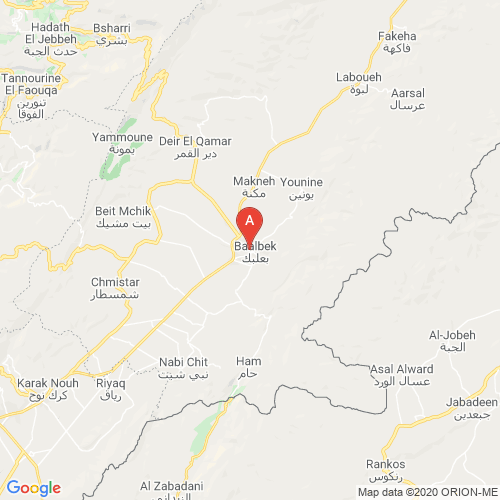 Hadath
El Jebbeh
حدث الجبة
Bsharri
بشري
Fakeha
فاكهة
Tannourine
El Faouqa
تنورين
الفوقا
Laboueh
لبوة
Aarsal
عرسال
Yammoune
يمونة
Deir El Qamar
دير القمر
Makneh
مكنة
Younine
يونين
Beit Mchik
بيت مشيك
A
Baalbek
بعلبك
Chmistar
شمسطار
Al-Jobeh
الجبة
Nabi Chit
نبي شيت
Ham
حام
Asal Alward
عسال الورد
Karak Nouh
كرك نوح
Riyaq
رياق
Jabadeen
جبعدين
Rankos
رنكوس
Al Zabadani
الزبداني
Google
Map data ©2020 ORION-ME